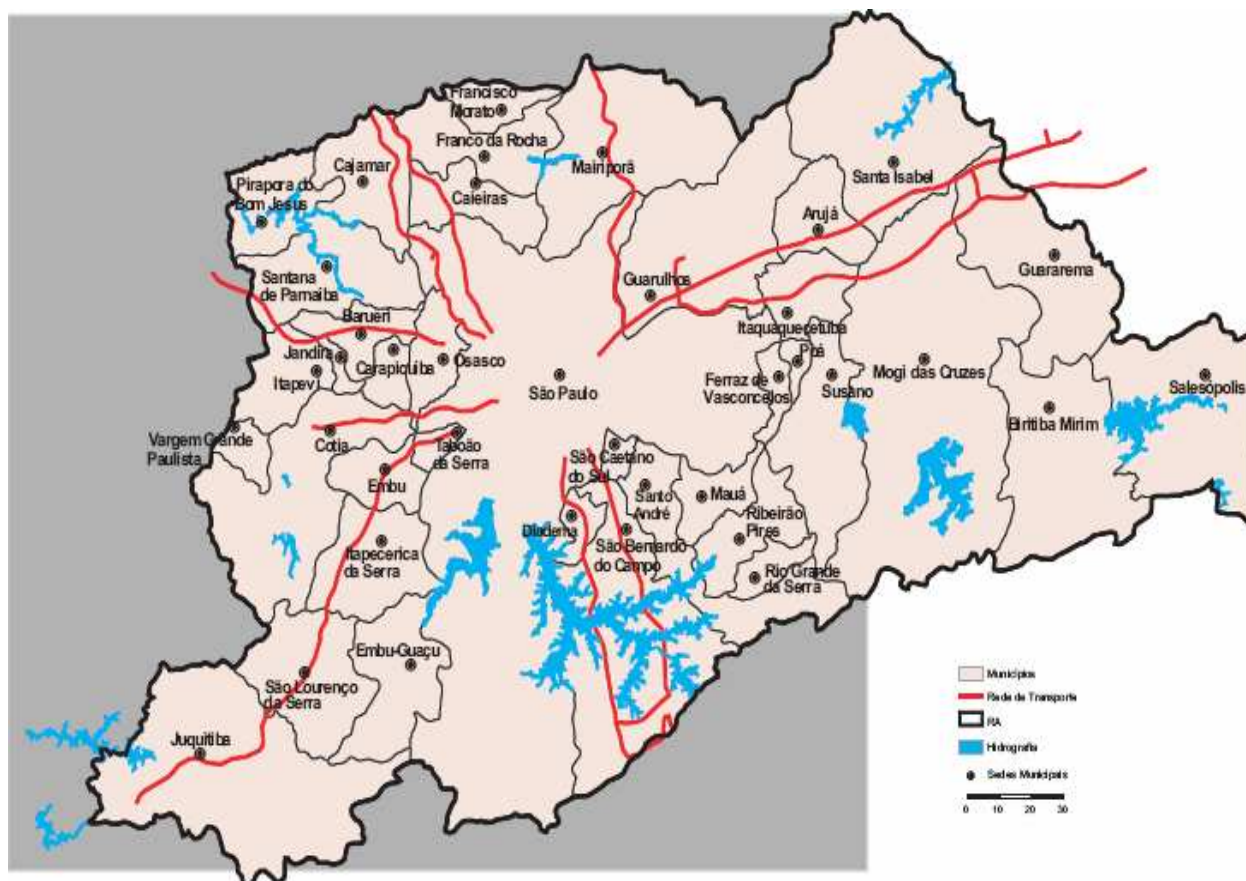 Francisco
Morato
Franco da Rocha
Mairiporã
Cajamar
Caieiras
Santa Isabel
Pirapora do
Bom Jesus
Arujá
Guararema
Santana
de Parnaiba
Guarulhos
Itaquaquecetuba
Barueri
Poá
Jandira
Carapiquiba
Osasco
Itapevi
São Paulo
Ferraz de
Vasconcelos
Susano
Mogi das Cruzes
Salesópolis
Biritiba Mirim
Vargem Grande
Paulista
Cotia
Taboão
da Serra
São Caetano
do Sul
Embu
Santo
André
Mauá
Ribeirão
Pires
Diadema
São Bernardo
do Campo
Itapecerica
da Serra
Rio Grande
da Serra
Embu-Guaçu
São Lourenço
da Serra
Juquitiba
Municípios
Rede de Transporte
RA
Hidrografia
Sedes Municipais
0 10 20 30